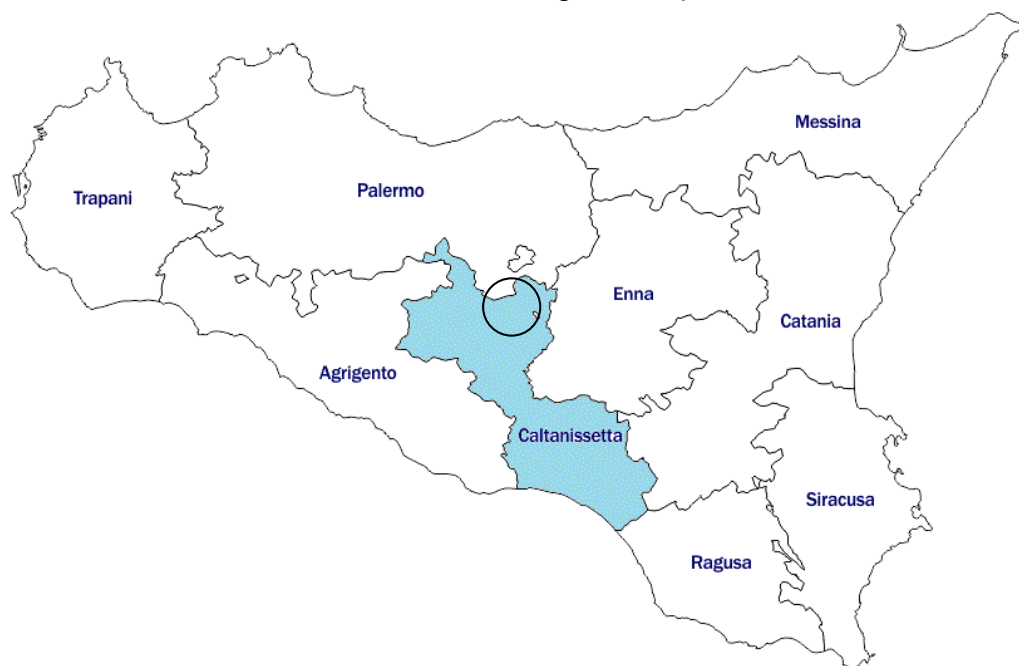 Messina
Palermo
Trapani
Enna
Catania
Agrigento
Caltanissetta
Siracusa
Ragusa